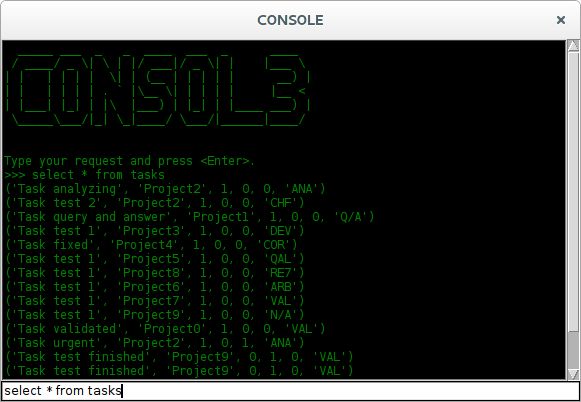 CONSOLE
CONSOL3
Type your request and press <Enter>.
>>> select * from tasks
('Task analyzing', 'Project2', 1, 0, 0, 'ANA')
('Task test 2', 'Project2', 1, 0, 0, 'CHF')
('Task query and answer', 'Project1', 1, 0, 0, 'Q/A')
('Task test 1', 'Project3', 1, 0, 0, 'DEV')
('Task fixed', 'Project4', 1, 0, 0, 'COR')
('Task test 1', 'Project5', 1, 0, 0, 'QAL')
('Task test 1', 'Project8', 1, 0, 0, 'RE7')
('Task test 1', 'Project6', 1, 0, 0, 'ARB')
('Task test 1', 'Project7', 1, 0, 0, 'VAL')
('Task test 1', 'Project9', 1, 0, 0, 'N/A')
('Task validated', 'Project0', 1, 0, 0, 'VAL')
('Task urgent', 'Project2', 1, 0, 1, 'ANA')
('Task test finished', 'Project9', 0, 1, 0, 'VAL')
('Task test finished', 'Project9', 0, 1, 0, 'VAL')
select * from tasks